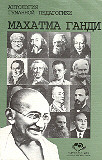 АНТОЛОГИЯ
ГУМАННОЙ ПЕДАГОГИКИ
МАХАТМА ГАНДИ